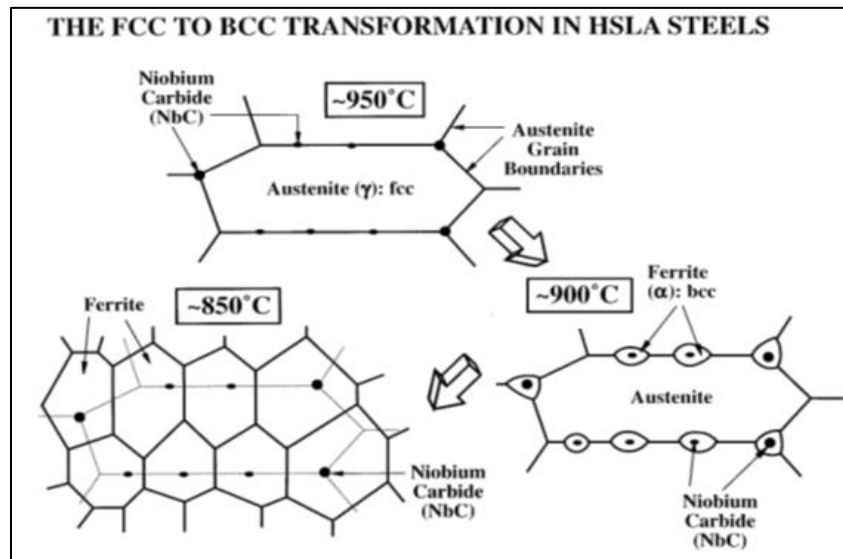 THE FCC TO BCC TRANSFORMATION IN HSLA STEELS
Niobium
Carbide
(NbC)
~950°C
Austenite
Grain
Boundaries
Austenite (γ): fcc
Ferrite
~850°C
Ferrite
(α): bcc
~900°C
Austenite
Niobium
Carbide
(NbC)
Niobium
Carbide
(NbC)